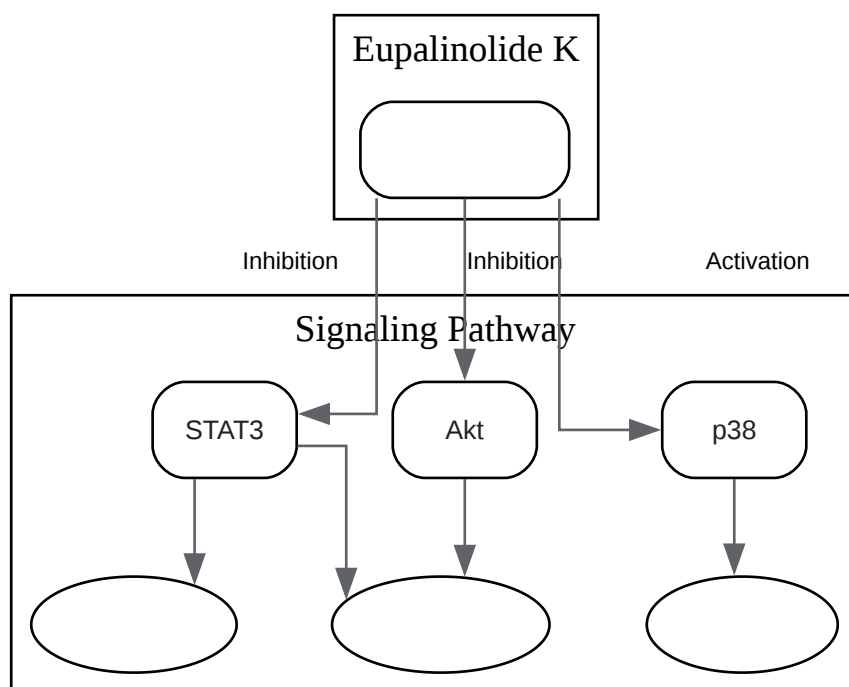 Eupalinolide K
Inhibition Inhibition Activation
Signaling Pathway
STAT3 Akt p38